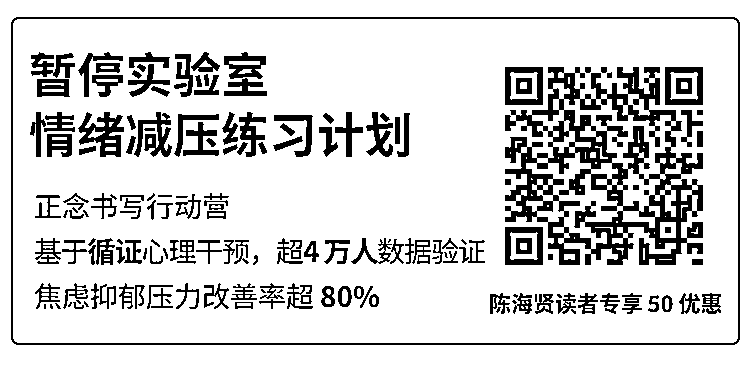 暂停实验室
情绪减压练习计划
正念书写行动营
基于循证心理干预，超4万人数据验证
焦虑抑郁压力改善率超 80%
陈海贤读者专享 50 优惠